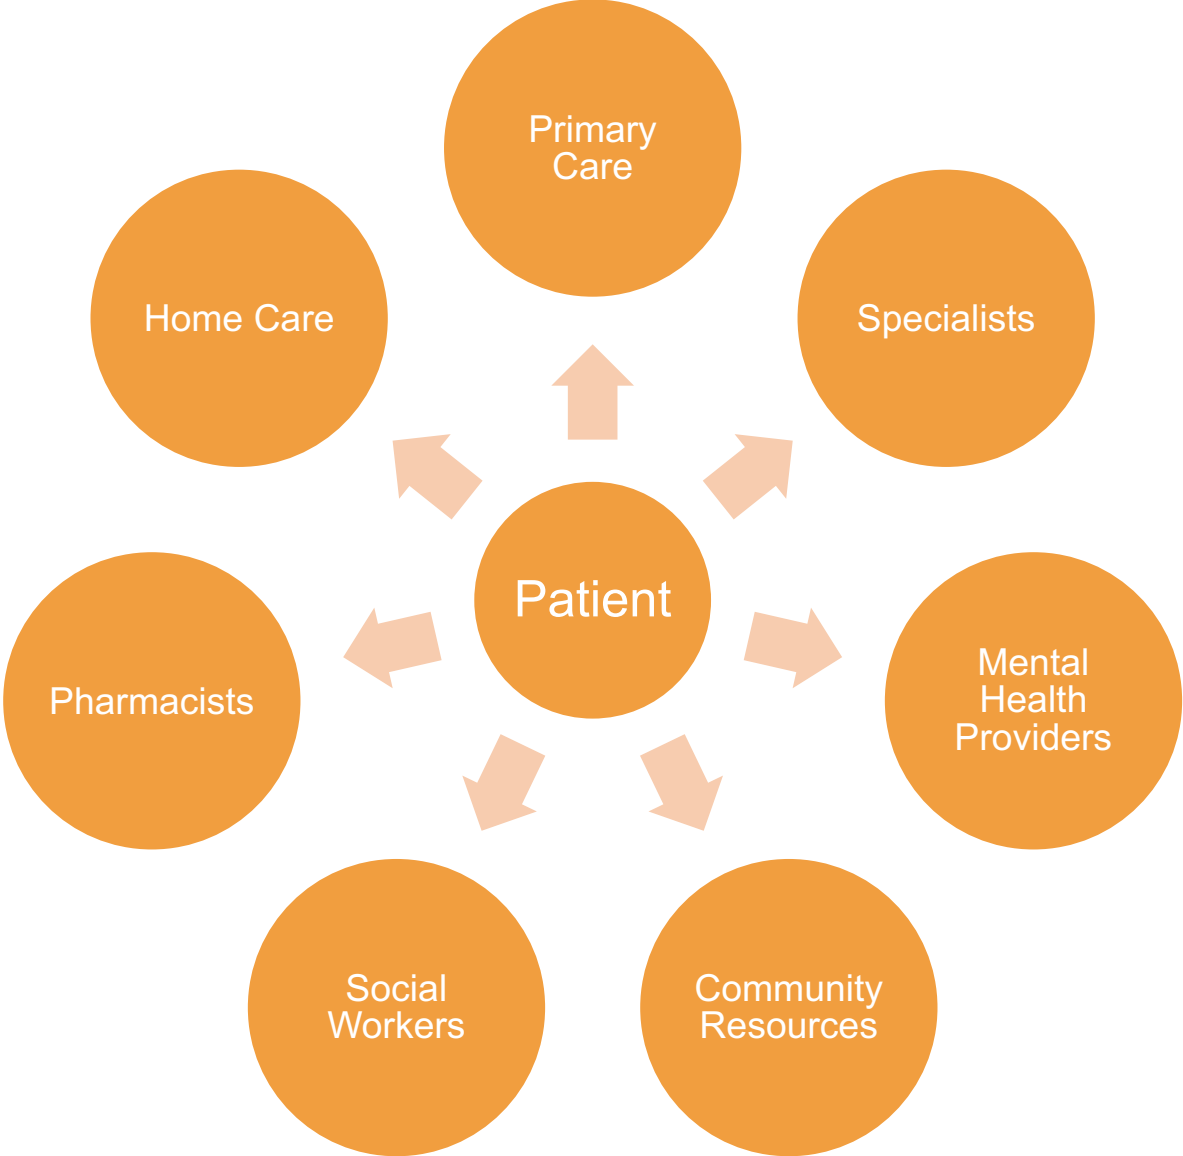 Primary
Care
Specialists
Mental
Health
Providers
Community
Resources
Social
Workers
Pharmacists
Home Care
Patient